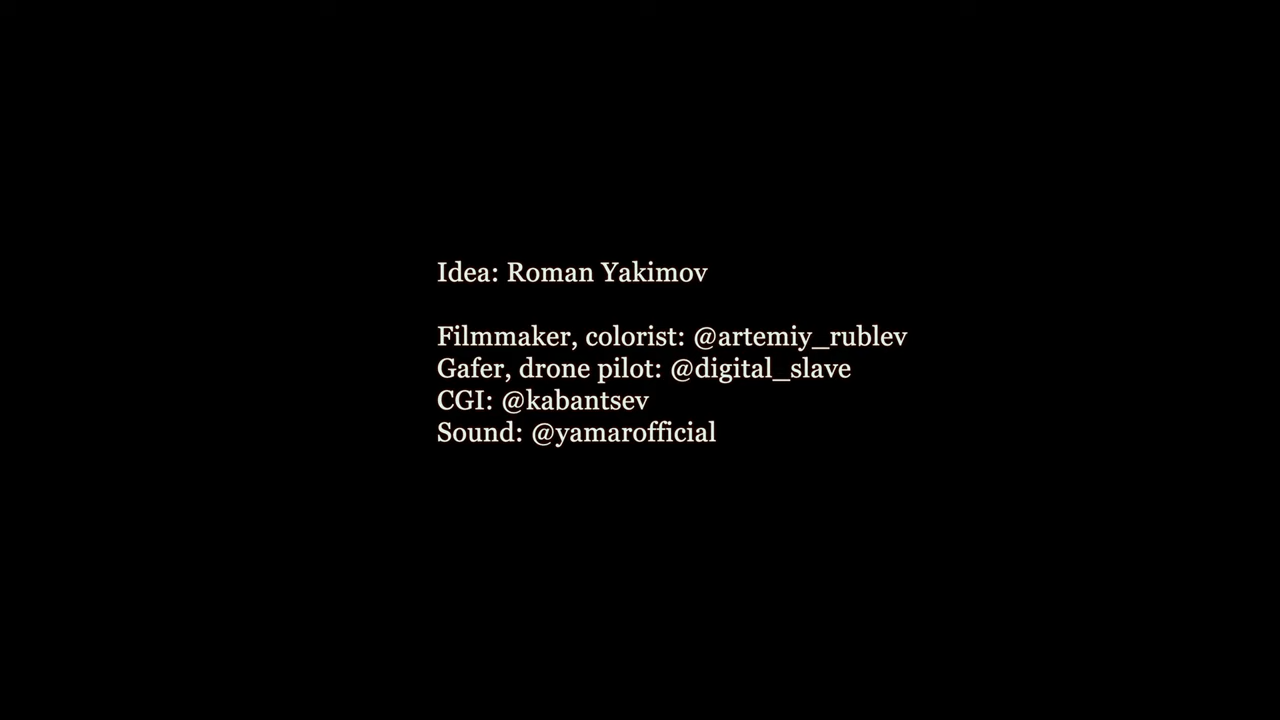 Idea: Roman Yakimov
Filmmaker, colorist: @artemiy_rublev
Gafer, drone pilot: @digital_slave
CGI: @kabantsev
Sound: @yamarofficial